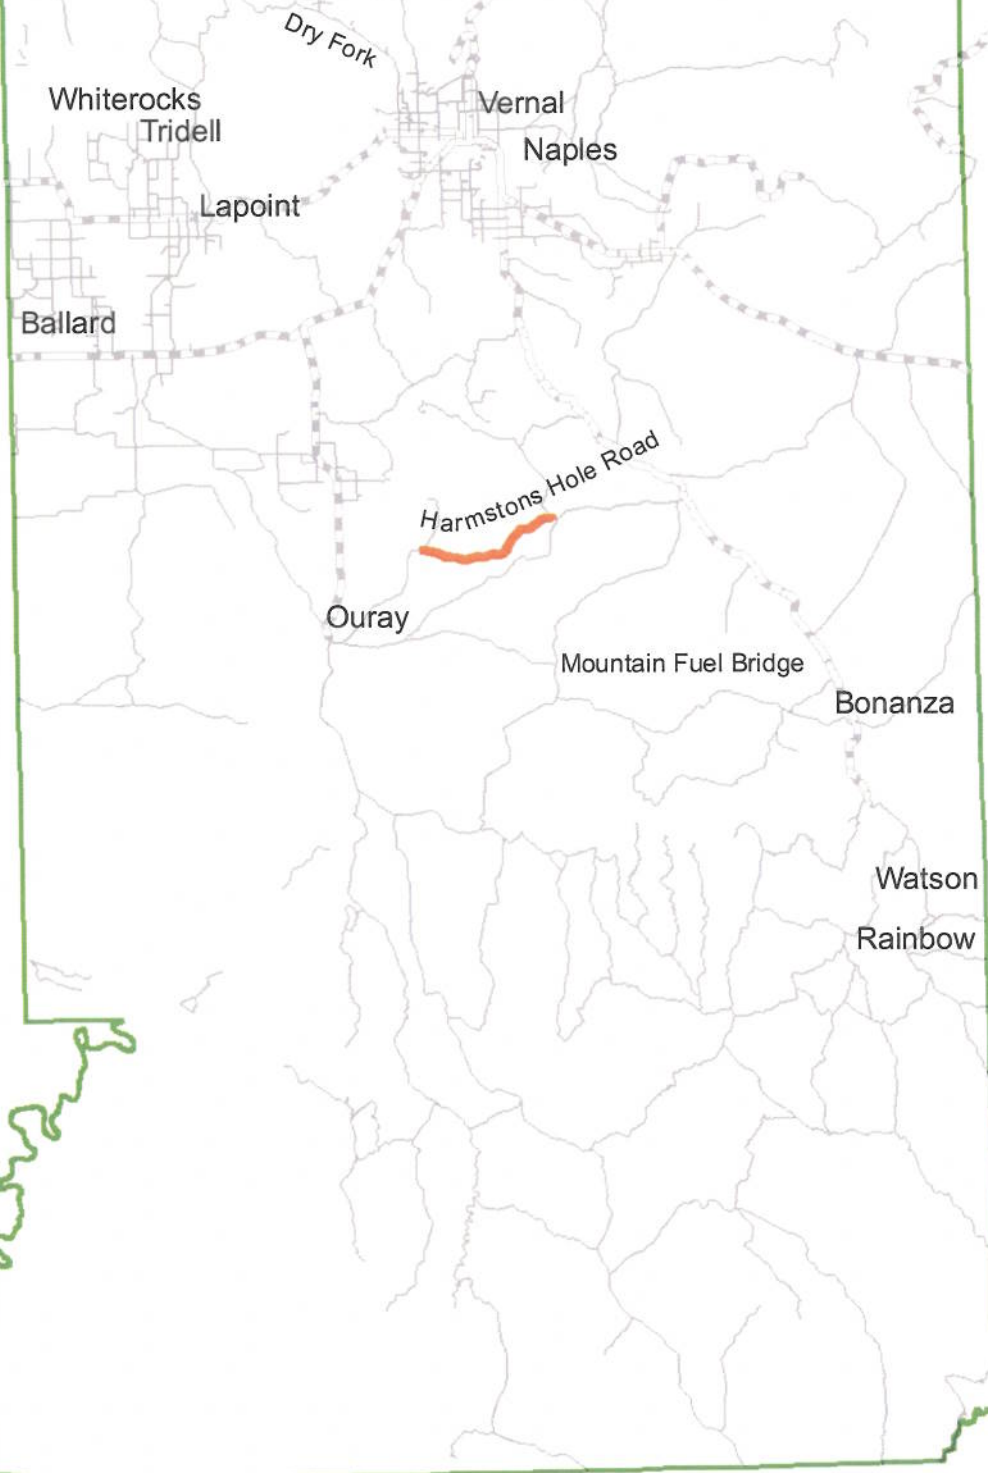 Dry Fork
Whiterocks
Vernal
Tridell
Naples
Lapoint
Ballard
Harmstons Hole Road
Ouray
Mountain Fuel Bridge
Bonanza
Watson
Rainbow